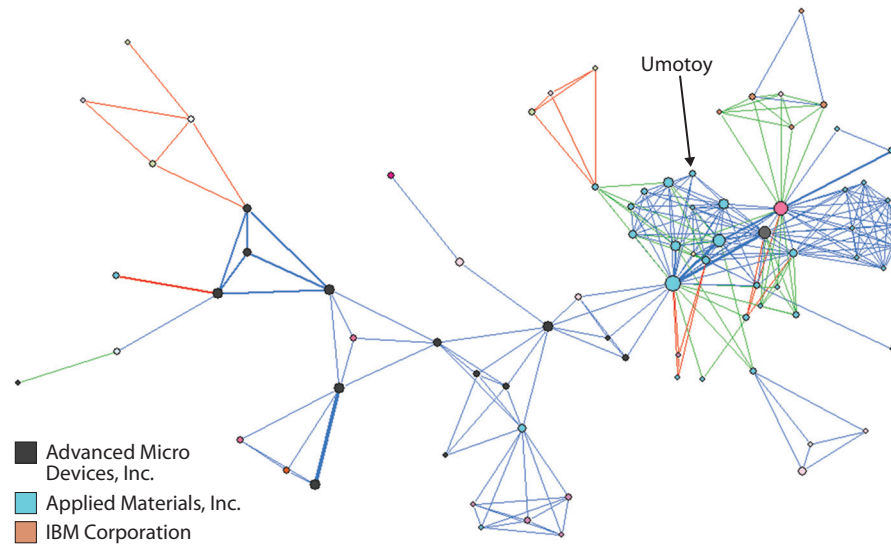 Umotoy
Advanced Micro
Devices, Inc.
Applied Materials, Inc.
IBM Corporation